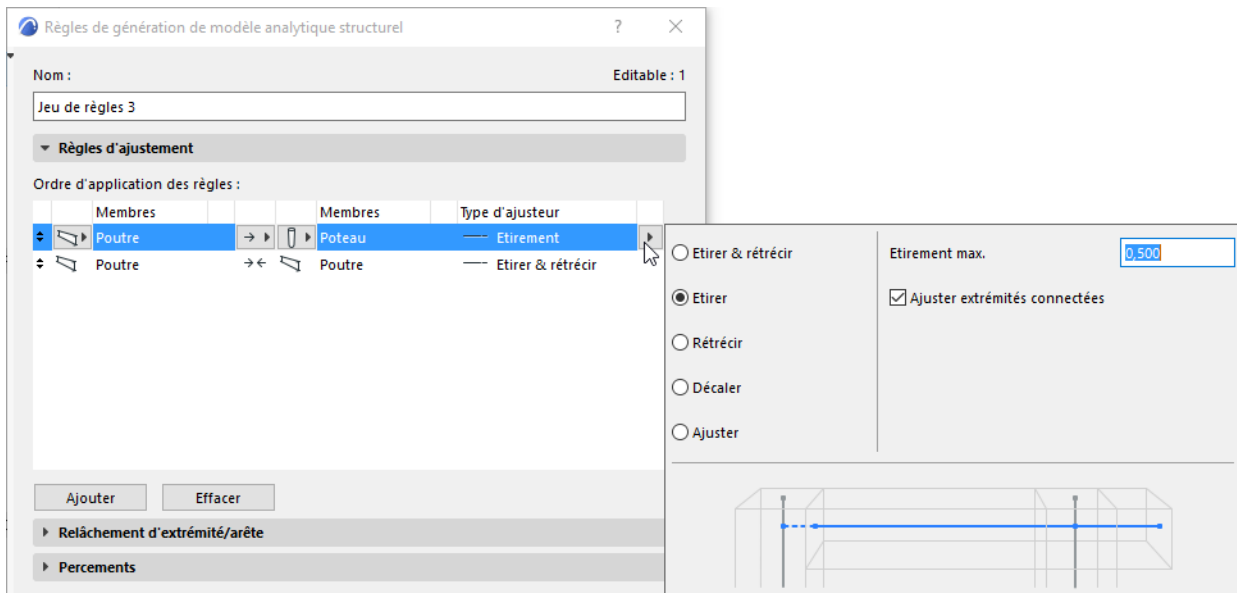 Règles de génération de modèle analytique structurel ?
Nom :
Editable : 1
Jeu de règles 3
Règles d'ajustement
Ordre d'application des règles :
Membres Membres Type d'ajusteur
Poutre Poteau Etirement
Poutre Poutre Etirer & rétrécir
Ajouter Effacer
Relâchement d'extrémité/arête
Percements
Etirer & rétrécir
Etirer
Rétrécir
Décaler
Ajuster
Etirement max. 0,500
Ajuster extrémités connectées